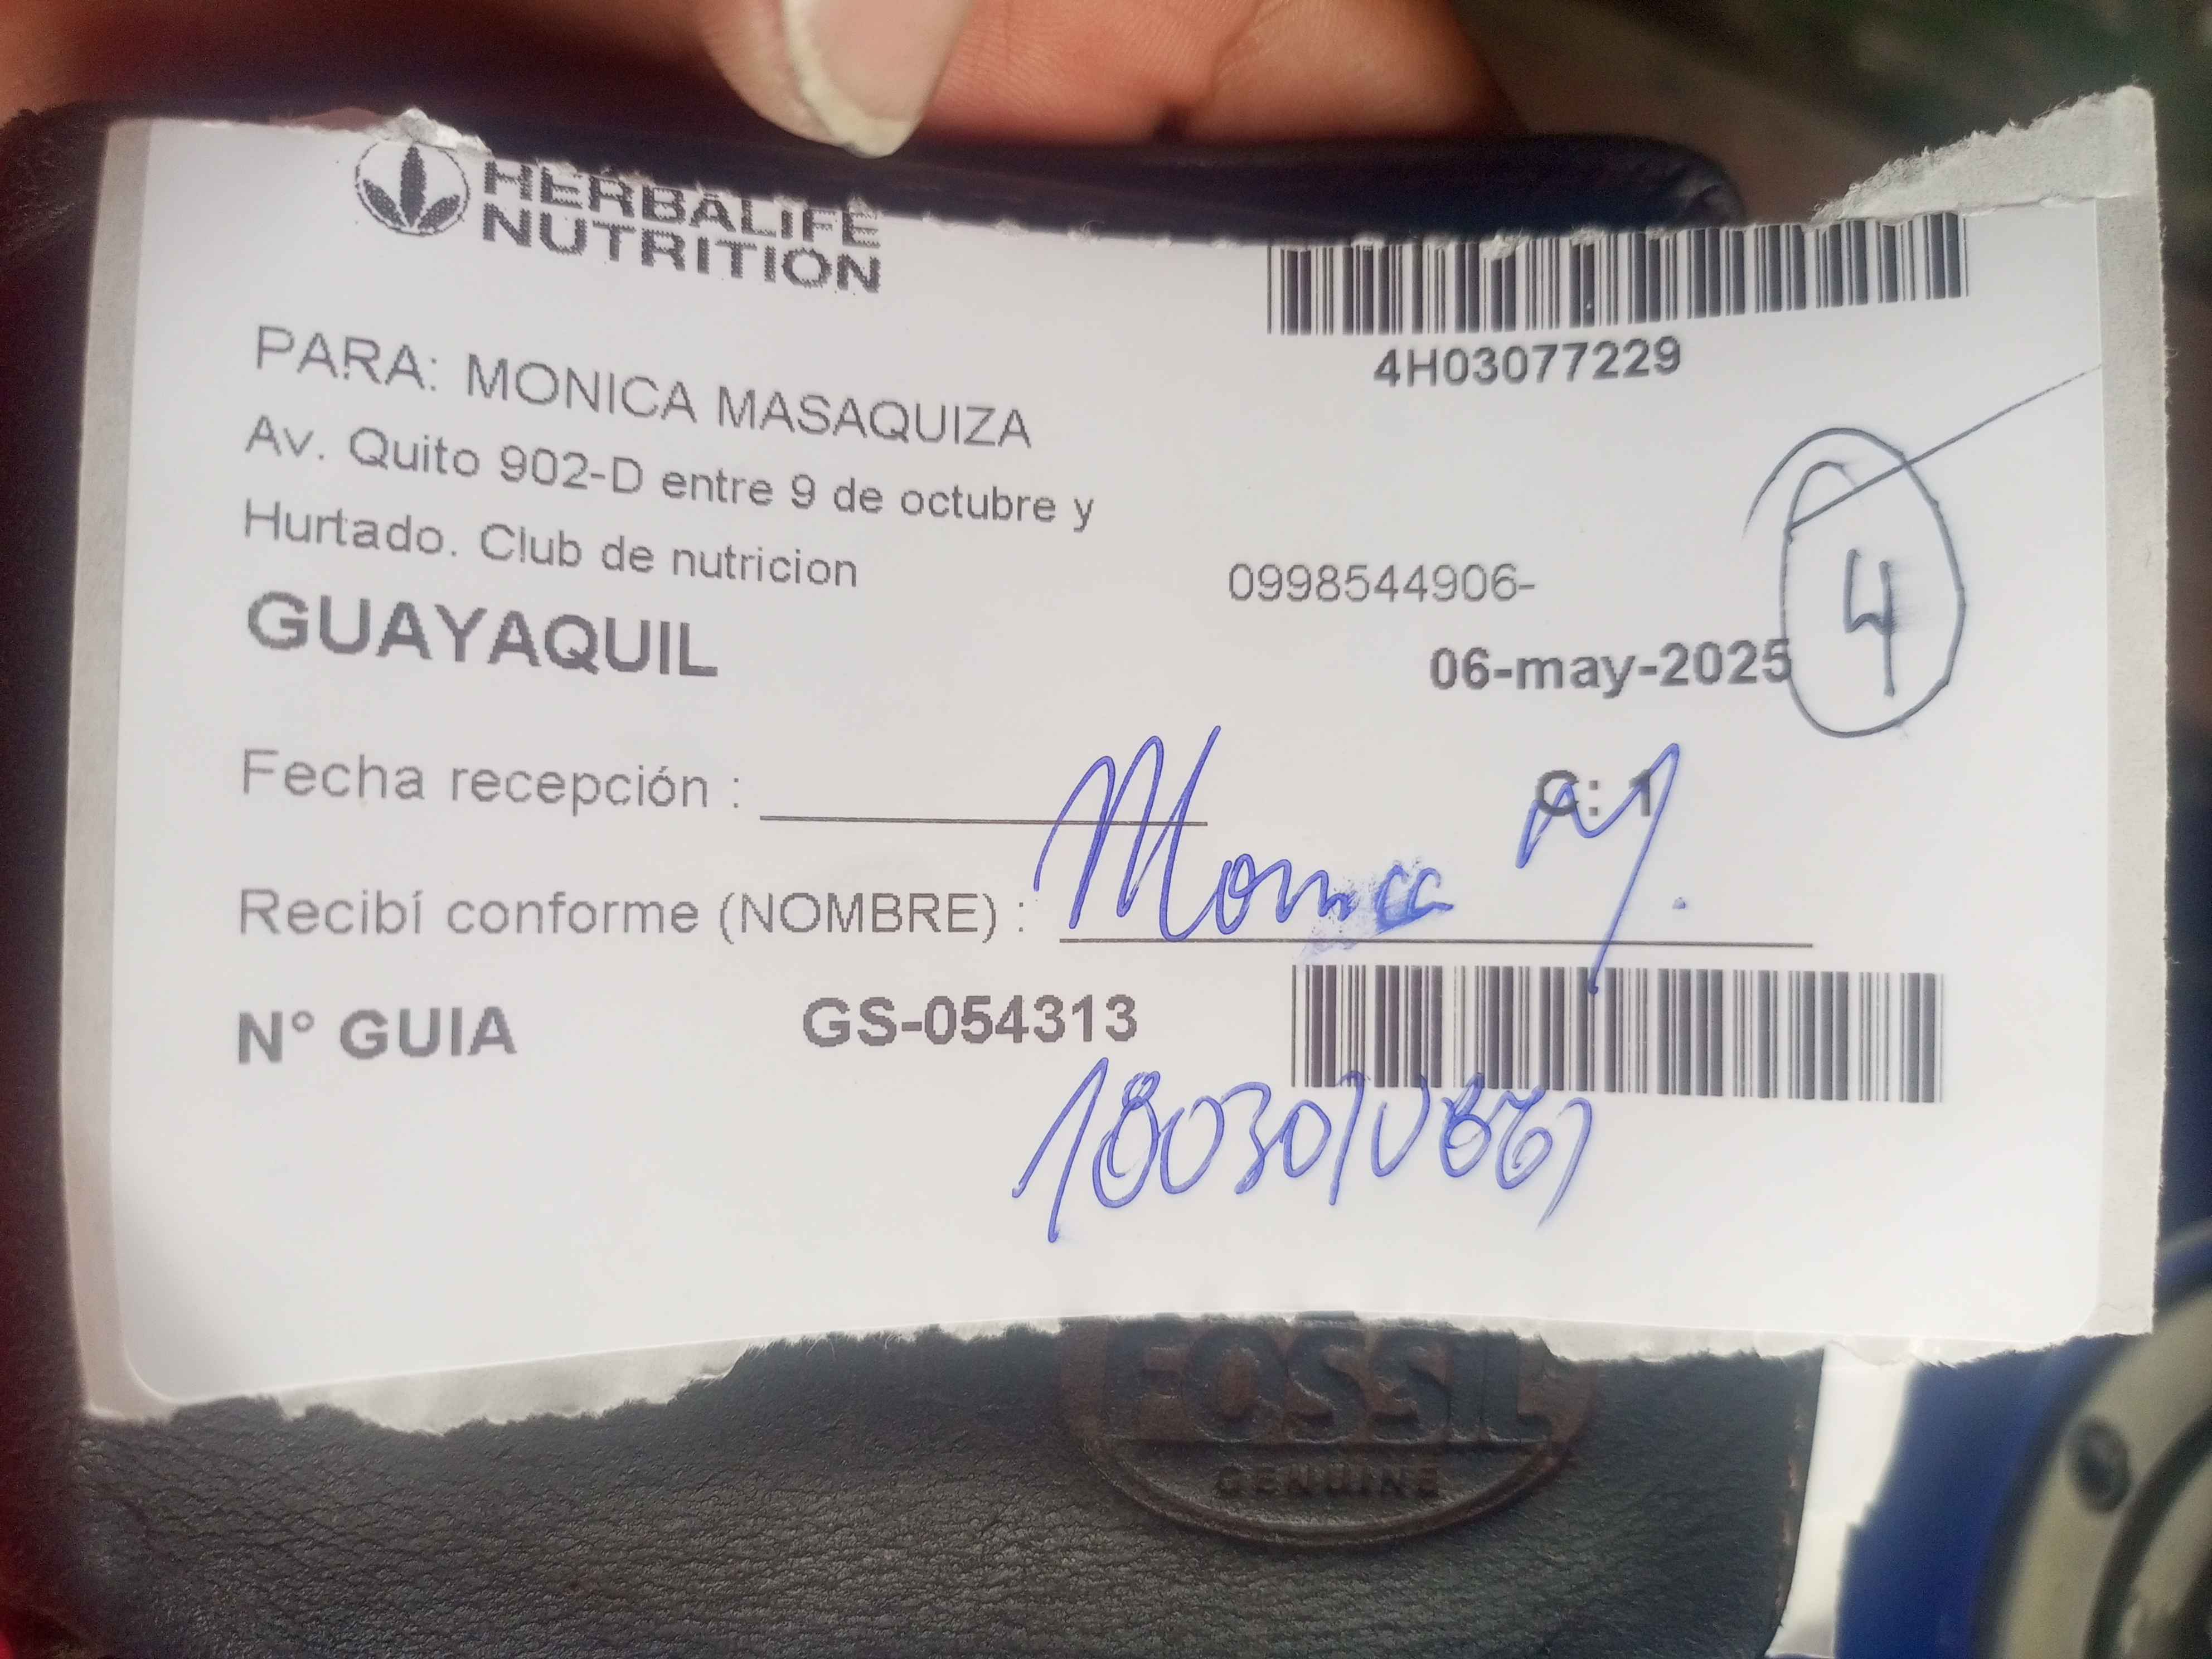 HERBALIFE
NUTRITION
4H03077229
PARA: MONICA MASAQUIZA
Av. Quito 902-D entre 9 de octubre y
Hurtado. Club de nutricion
0998544906-
GUAYAQUIL
06-may-2025
4
Fecha recepción :
C: 1
Recibí conforme (NOMBRE) : Monica M.
N° GUIA GS-054313
FOSSIL
GENUINE